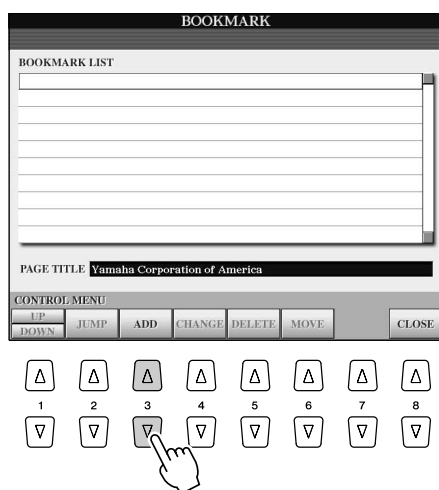 BOOKMARK
BOOKMARK LIST
PAGE TITLE Yamaha Corporation of America
CONTROL MENU
UP
DOWN JUMP ADD CHANGE DELETE MOVE CLOSE
1 2 3 4 5 6 7 8